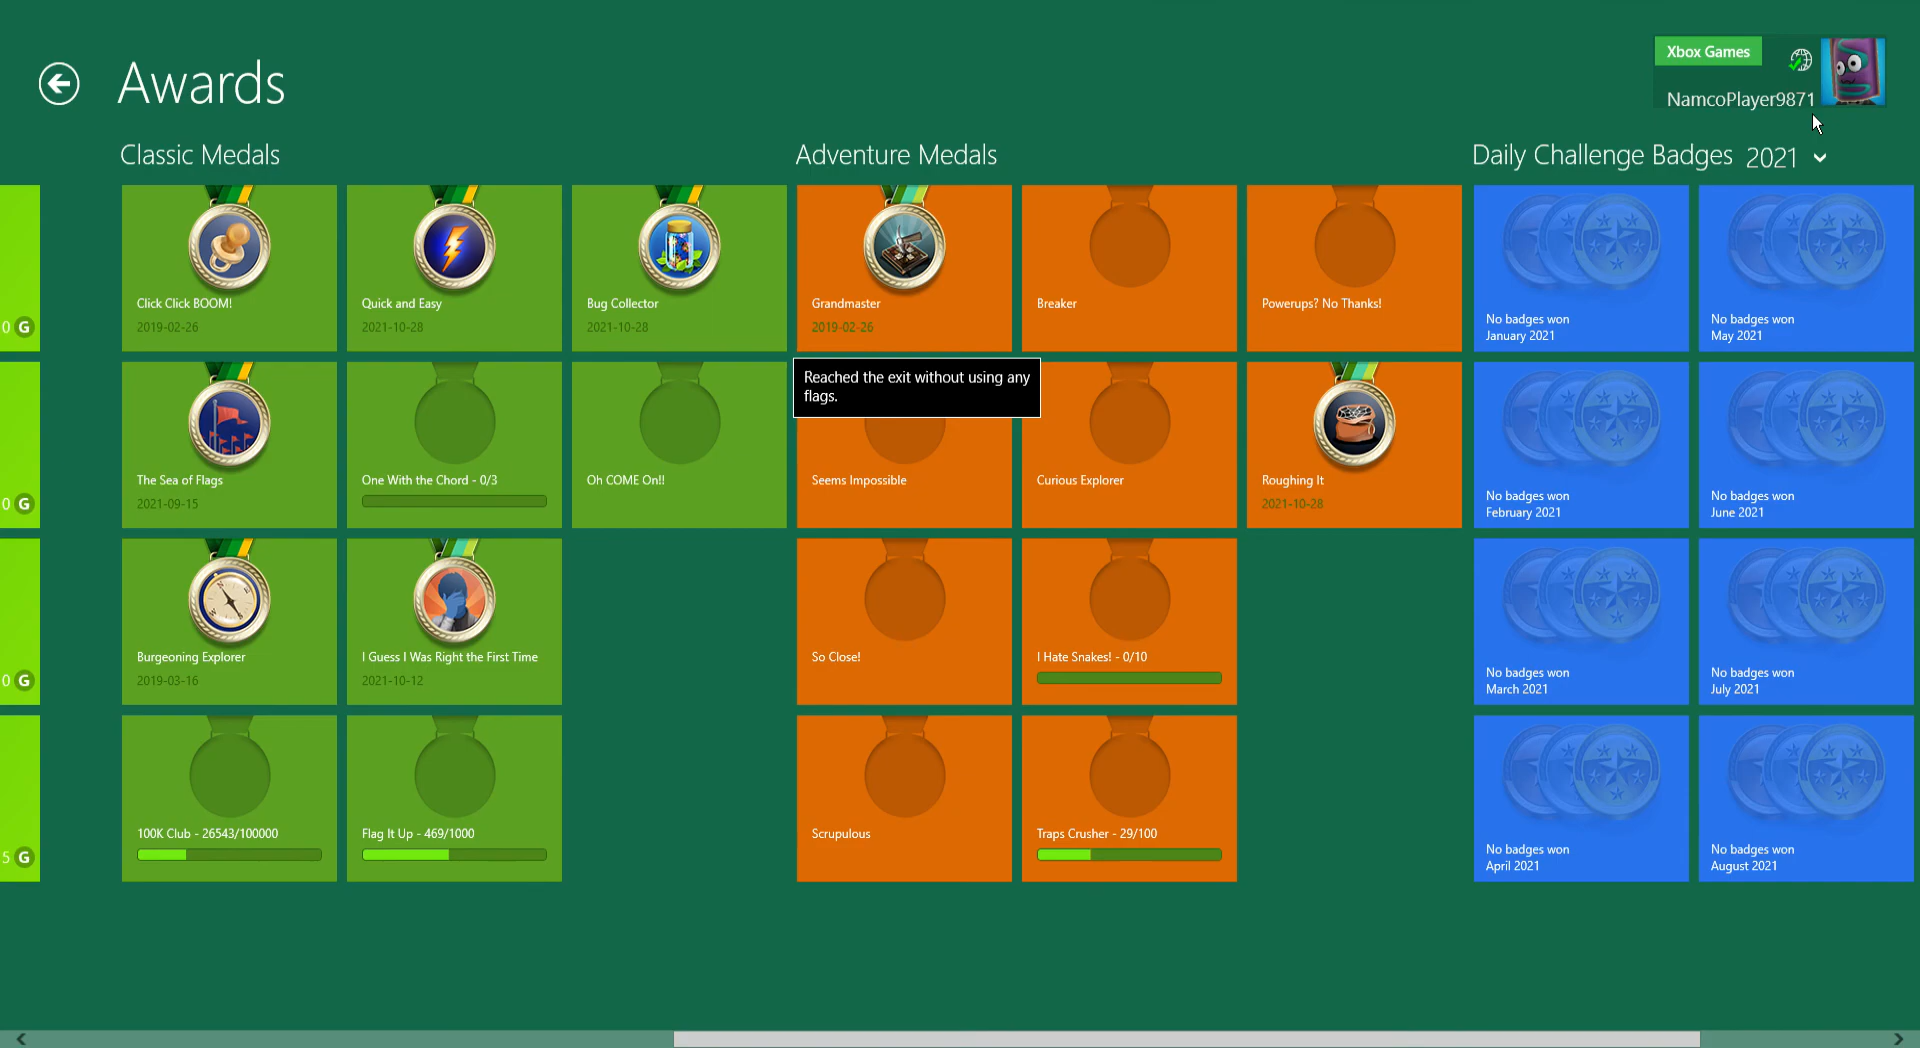 Awards
Xbox Games
NamcoPlayer9871
Classic Medals
Adventure Medals
Daily Challenge Badges 2021
0 G
0 G
0 G
5 G
Click Click BOOM!
2019-02-26
Quick and Easy
2021-10-28
Bug Collector
2021-10-28
The Sea of Flags
2021-09-15
One With the Chord - 0/3
Oh COME On!!
Burgeoning Explorer
2019-03-16
I Guess I Was Right the First Time
2021-10-12
100K Club - 26543/100000
Flag It Up - 469/1000
Grandmaster
2019-02-26
Breaker
Powerups? No Thanks!
Reached the exit without using any
flags.
Seems Impossible
Curious Explorer
Roughing It
2021-10-28
So Close!
I Hate Snakes! - 0/10
Scrupulous
Traps Crusher - 29/100
No badges won
January 2021
No badges won
May 2021
No badges won
February 2021
No badges won
June 2021
No badges won
March 2021
No badges won
July 2021
No badges won
April 2021
No badges won
August 2021